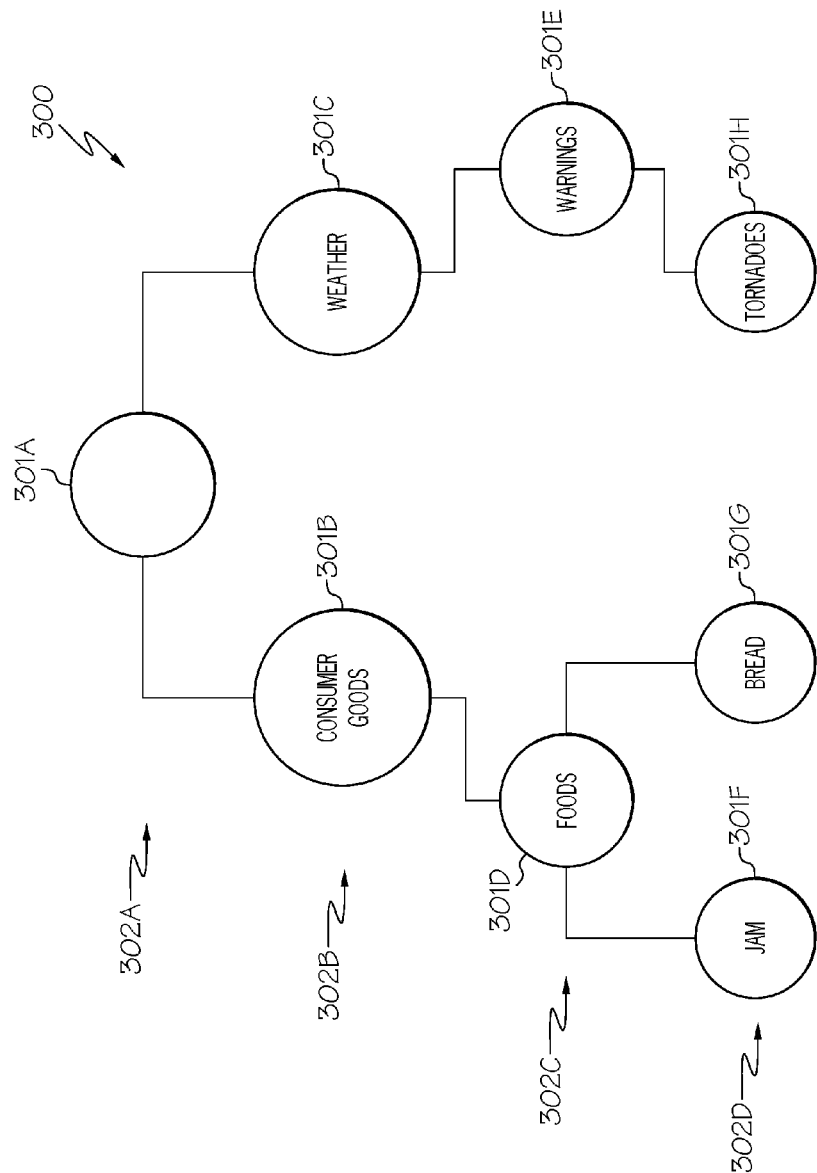 300
301A
302A
CONSUMER
GOODS
301B
WEATHER
301C
302B
FOODS
301D
WARNINGS
301E
302C
JAM
301F
BREAD
301G
TORNADOES
301H
302D